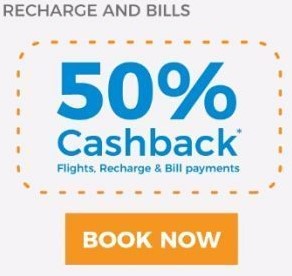 RECHARGE AND BILLS
50%
Cashback*
Flights, Recharge & Bill payments
BOOK NOW